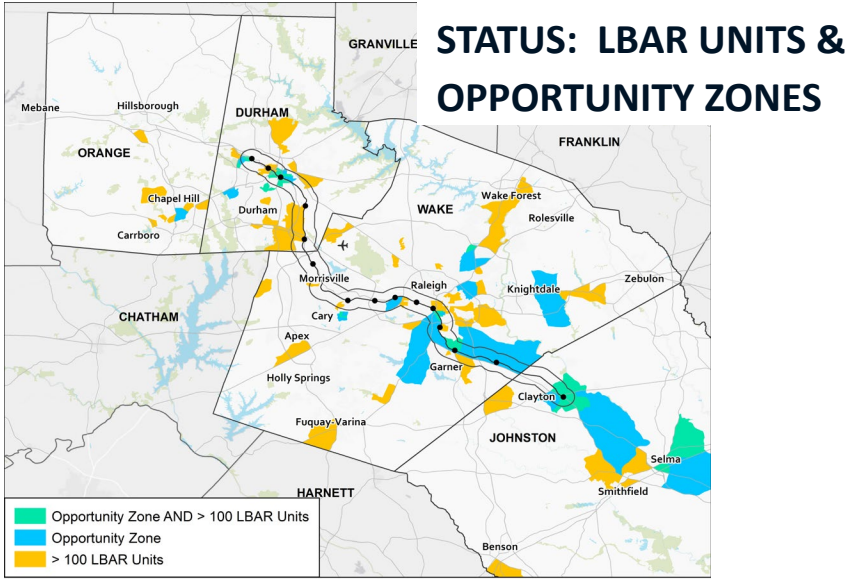 STATUS: LBAR UNITS &
OPPORTUNITY ZONES
GRANVILLE
FRANKLIN
Mebane
Hillsborough
DURHAM
ORANGE
Chapel Hill
Carrboro
Durham
WAKE
Wake Forest
Rolesville
Morrisville
Raleigh
Knightdale
Zebulon
CHATHAM
Cary
Apex
Holly Springs
Garner
Clayton
Fuquay-Varina
JOHNSTON
Selma
Smithfield
HARNETT
Benson
Opportunity Zone AND > 100 LBAR Units
Opportunity Zone
> 100 LBAR Units